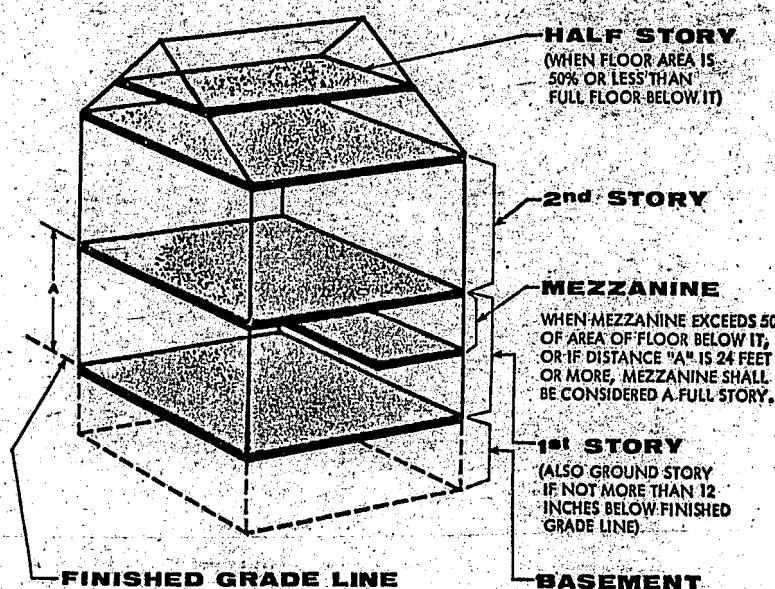 HALF STORY
(WHEN FLOOR AREA IS
50% OR LESS THAN
FULL FLOOR BELOW IT)
2nd STORY
A
MEZZANINE
WHEN MEZZANINE EXCEEDS 50
OF AREA OF FLOOR BELOW IT,
OR IF DISTANCE "A" IS 24 FEET
OR MORE, MEZZANINE SHALL
BE CONSIDERED A FULL STORY.
1st STORY
(ALSO GROUND STORY
IF NOT MORE THAN 12
INCHES BELOW FINISHED
GRADE LINE)
FINISHED GRADE LINE
BASEMENT